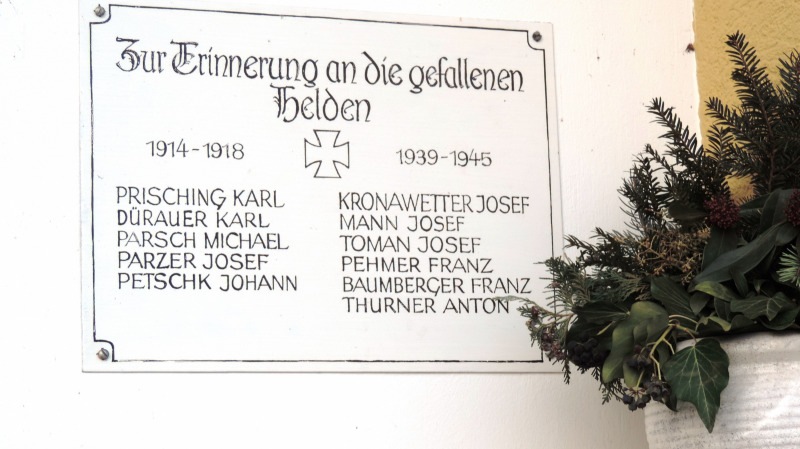 Zur Erinnerung an die gefallenen
Helden
1914-1918
1939-1945
PRISCHING KARL
DÜRAUER KARL
PARSCH MICHAEL
PARZER JOSEF
PETSCHK JOHANN
KRONAWETTER JOSEF
MANN JOSEF
TOMAN JOSEF
PEHMER FRANZ
BAUMBERGER FRANZ
THURNER ANTON